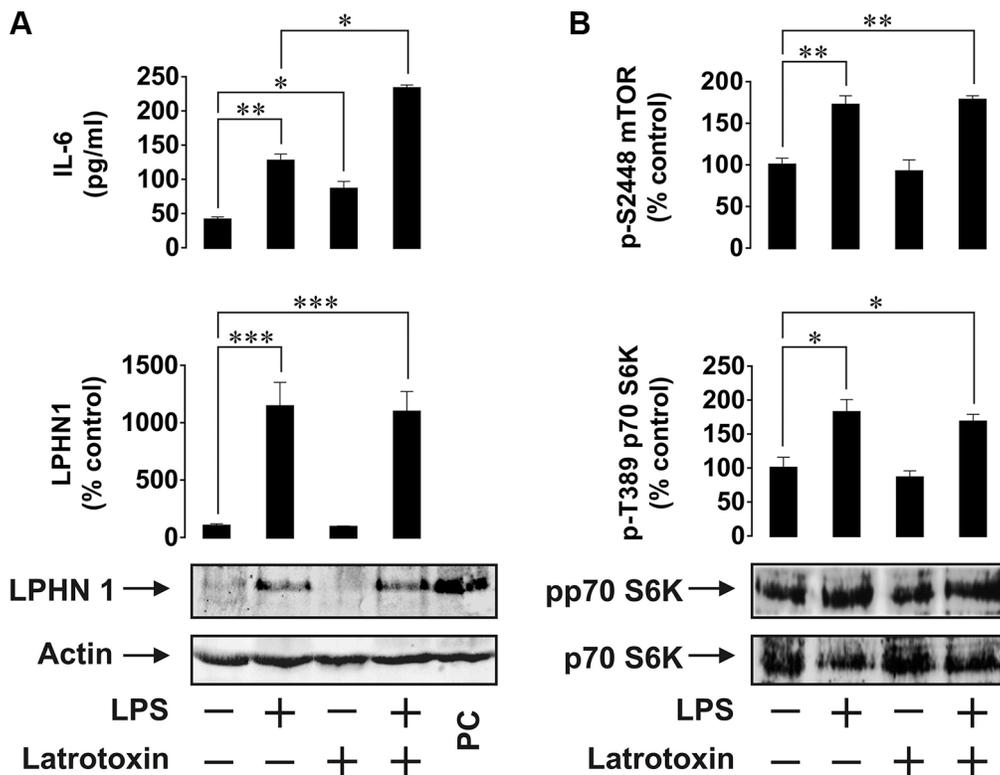 A
*
*
**
250
200
150
100
50
0
IL-6
(pg/ml)
***
***
1500
1000
500
0
LPHN1
(% control)
LPHN 1
Actin
LPS − + − + PC
Latrotoxin − − + +
B
**
**
200
150
100
50
0
p-S2448 mTOR
(% control)
*
*
250
200
150
100
50
0
p-T389 p70 S6K
(% control)
pp70 S6K
p70 S6K
LPS − + − +
Latrotoxin − − + +